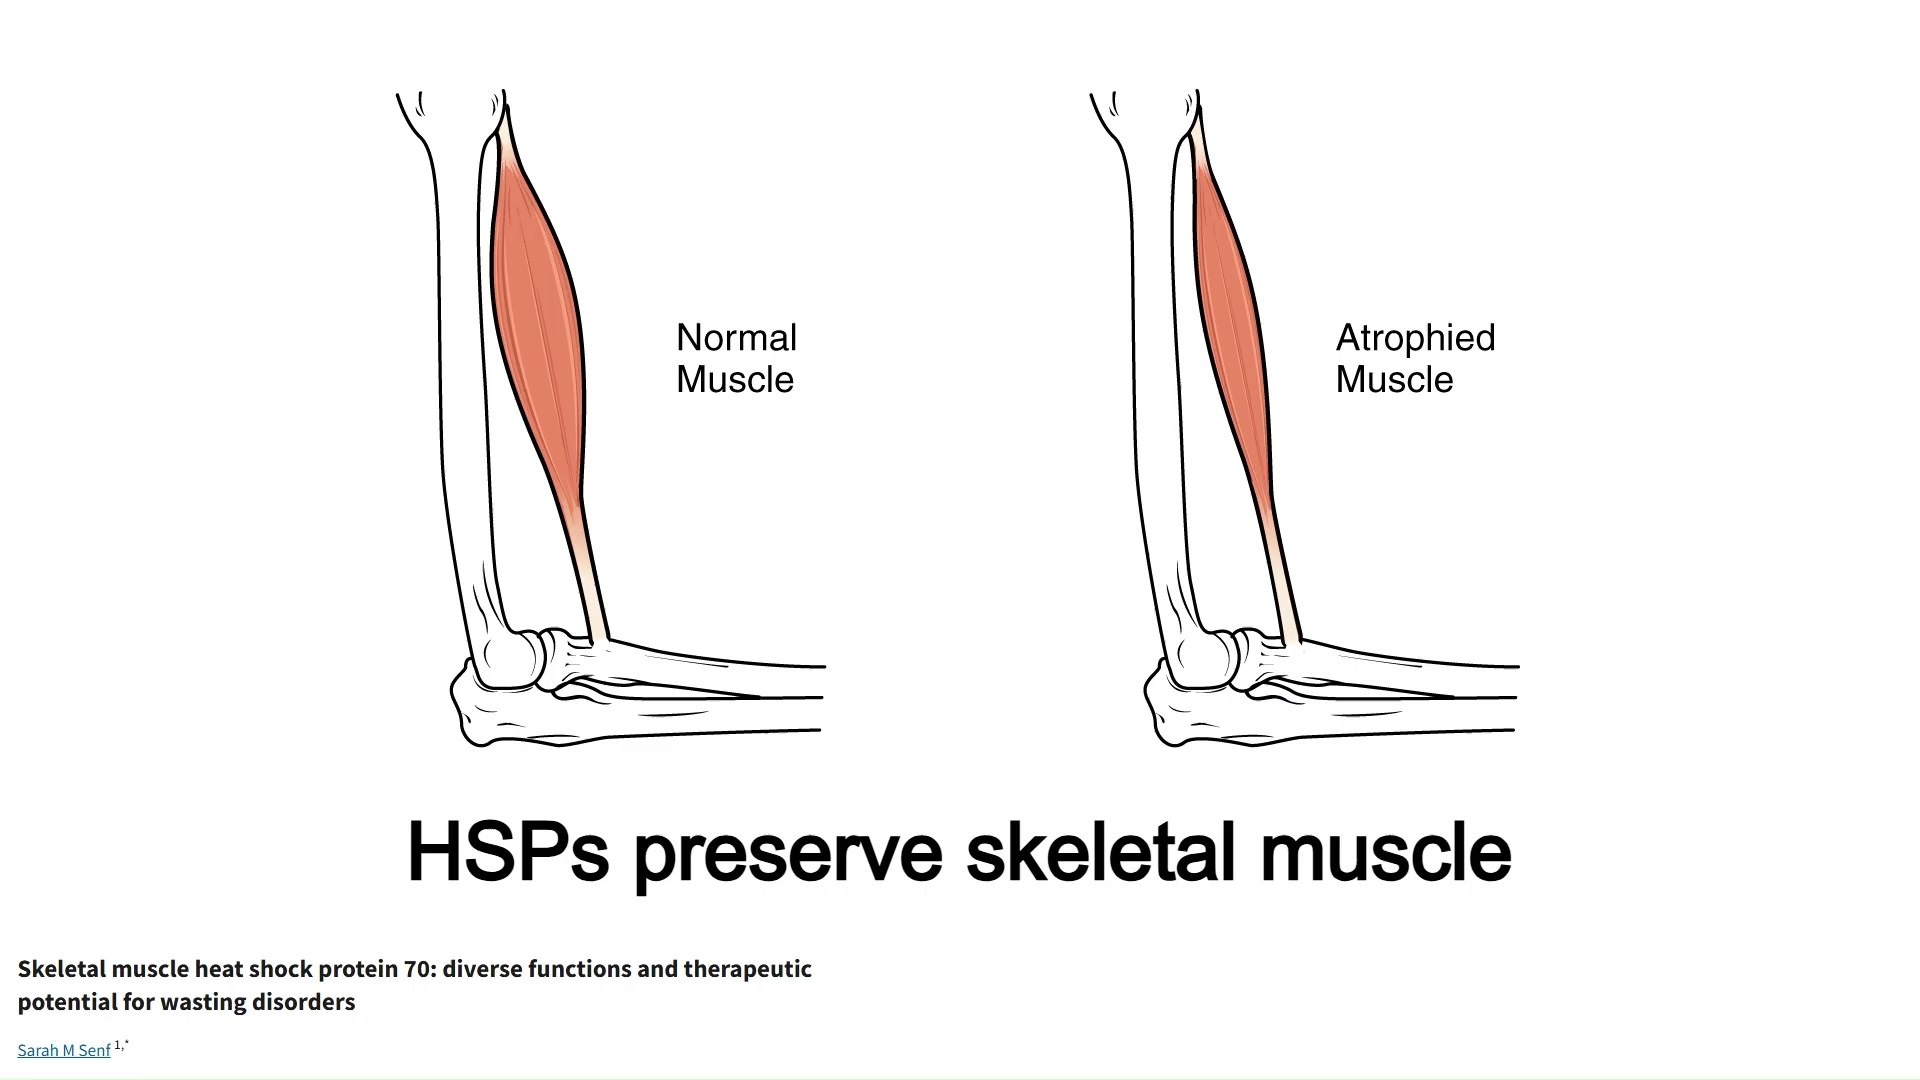 Normal
Muscle
Atrophied
Muscle
HSPs preserve skeletal muscle
Skeletal muscle heat shock protein 70: diverse functions and therapeutic
potential for wasting disorders
Sarah M Senf 1,*